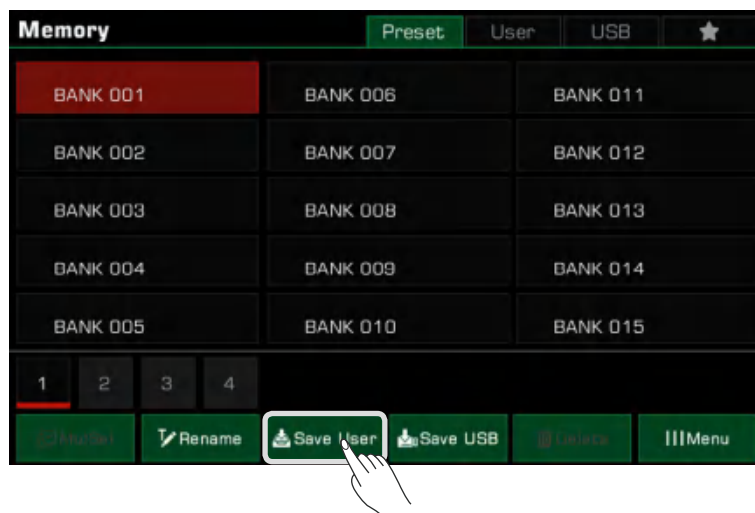 Memory Preset User USB
BANK 001 BANK 006 BANK 011
BANK 002 BANK 007 BANK 012
BANK 003 BANK 008 BANK 013
BANK 004 BANK 009 BANK 014
BANK 005 BANK 010 BANK 015
1 2 3 4
Rename Save User Save USB Delete Menu